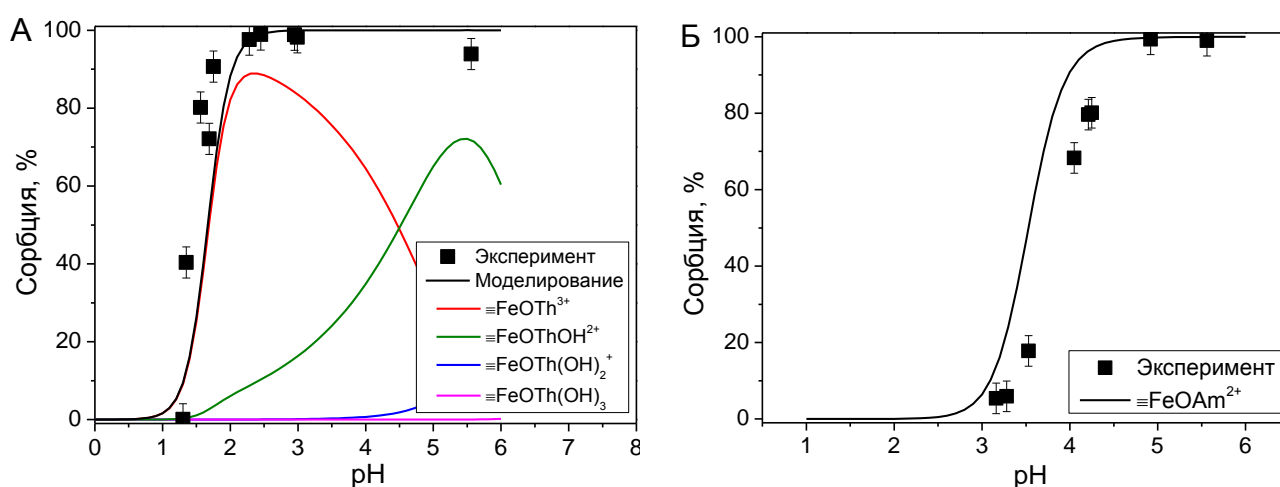 А
Сорбция, %
100
80
60
40
20
0
0 1 2 3 4 5 6 7 8
pH
Эксперимент
Моделирование
≡FeOTh³⁺
≡FeOThOH²⁺
≡FeOTh(OH)₂⁺
≡FeOTh(OH)₃
Б
Сорбция, %
100
80
60
40
20
0
1 2 3 4 5 6
pH
Эксперимент
≡FeOAm²⁺